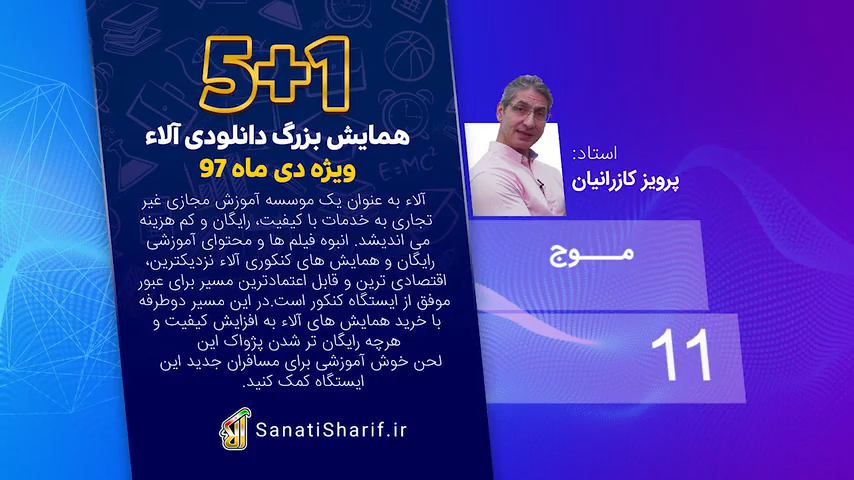 5+1
همایش بزرگ دانلودی آلاء
ویژه دی ماه 97
آلاء به عنوان یک موسسه آموزش مجازی غیر
تجاری به خدمات با کیفیت، رایگان و کم هزینه
می اندیشد. انبوه فیلم ها و محتوای آموزشی
رایگان و همایش های کنکوری آلاء نزدیکترین،
اقتصادی ترین و قابل اعتمادترین مسیر برای عبور
موفق از ایستگاه کنکور است.در این مسیر دوطرفه
با خرید همایش های آلاء به افزایش کیفیت و
هرچه رایگان تر شدن پژواک این
لحن خوش آموزشی برای مسافران جدید این
ایستگاه کمک کنید.
SanatiSharif.ir
استاد:
پرویز کازرانیان
مـــوج
11
E=MC²